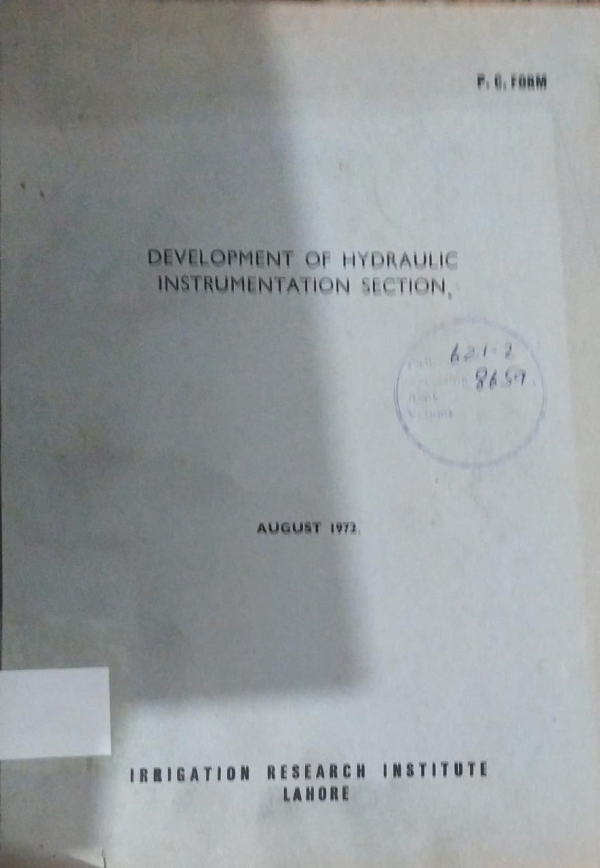 P. C. FORM
DEVELOPMENT OF HYDRAULIC
INSTRUMENTATION SECTION,
621-2
8659
AUGUST 1972.
IRRIGATION RESEARCH INSTITUTE
LAHORE